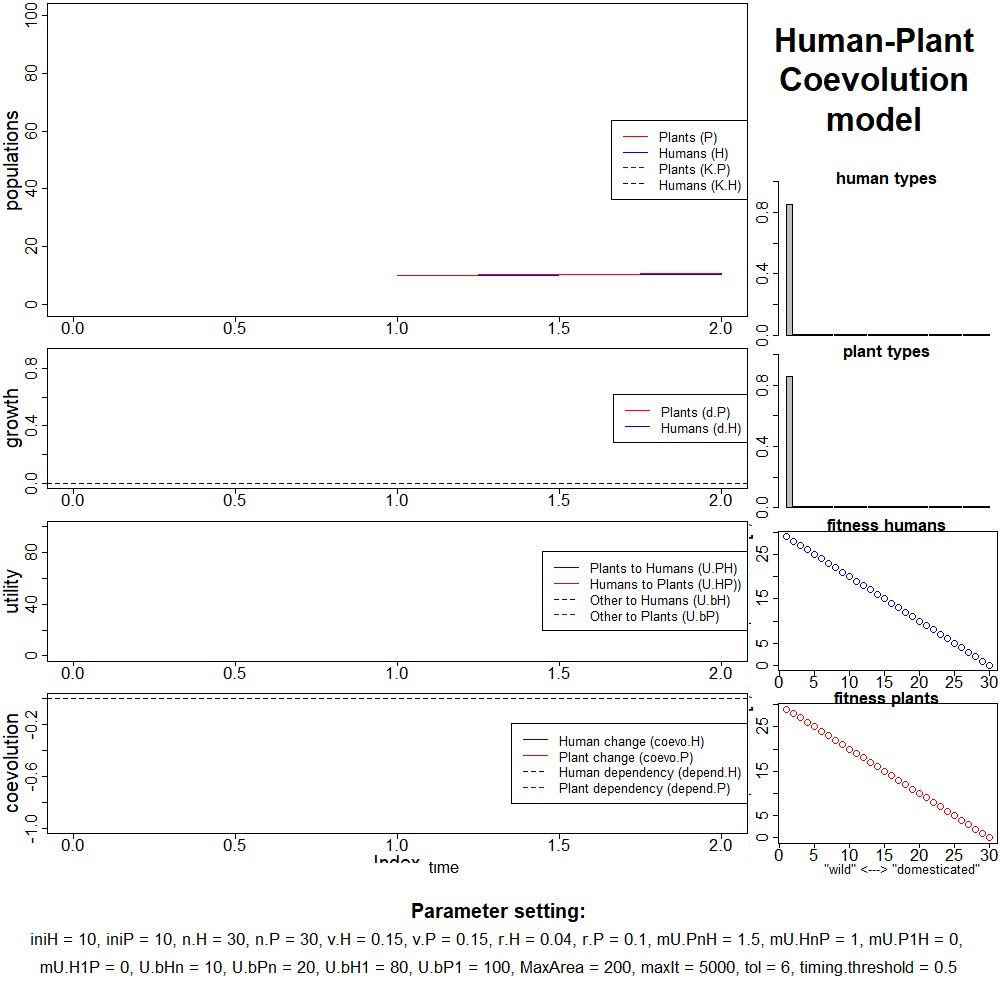 Human-Plant
Coevolution
model
populations
0
20
40
60
80
100
0.0
0.5
1.0
1.5
2.0
Plants (P)
Humans (H)
Plants (K.P)
Humans (K.H)
growth
0.0
0.4
0.8
0.0
0.5
1.0
1.5
2.0
Plants (d.P)
Humans (d.H)
utility
0
40
80
0.0
0.5
1.0
1.5
2.0
Plants to Humans (U.PH)
Humans to Plants (U.HP))
Other to Humans (U.bH)
Other to Plants (U.bP)
coevolution
-1.0
-0.6
-0.2
0.0
0.5
1.0
1.5
2.0
Human change (coevo.H)
Plant change (coevo.P)
Human dependency (depend.H)
Plant dependency (depend.P)
Index
time
human types
0.0
0.4
0.8
plant types
0.0
0.4
0.8
fitness humans
5
15
25
0
0
5
10
15
20
25
30
fitness plants
5
15
25
0
0
5
10
15
20
25
30
"wild" <---> "domesticated"
Parameter setting:
iniH = 10, iniP = 10, n.H = 30, n.P = 30, v.H = 0.15, v.P = 0.15, r.H = 0.04, r.P = 0.1, mU.PnH = 1.5, mU.HnP = 1, mU.P1H = 0,
mU.H1P = 0, U.bHn = 10, U.bPn = 20, U.bH1 = 80, U.bP1 = 100, MaxArea = 200, maxIt = 5000, tol = 6, timing.threshold = 0.5